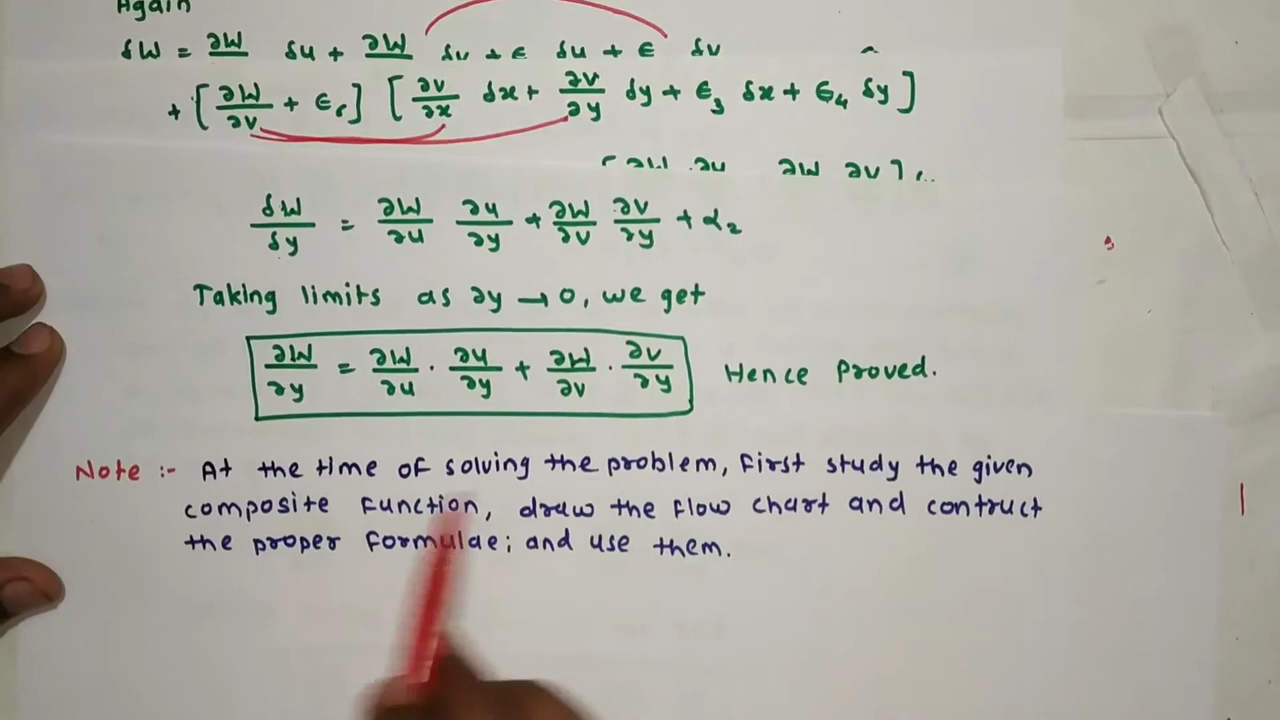 Again
δW = ∂W δu + ∂W δv + ϵ δu + ϵ δv
+ [∂W/∂v + ϵ] [∂v/∂x δx + ∂v/∂y δy + ϵ₃ δx + ϵ₄ δy]
∂W ∂u ∂W ∂v ]
δW/δy = ∂W/∂u ∂u/∂y + ∂W/∂v ∂v/∂y + α₂
Taking limits as ∂y → 0, we get
∂W/∂y = ∂W/∂u · ∂u/∂y + ∂W/∂v · ∂v/∂y Hence Proved.
Note :- At the time of solving the problem, first study the given
composite function, draw the flow chart and contruct
the proper formulae; and use them.